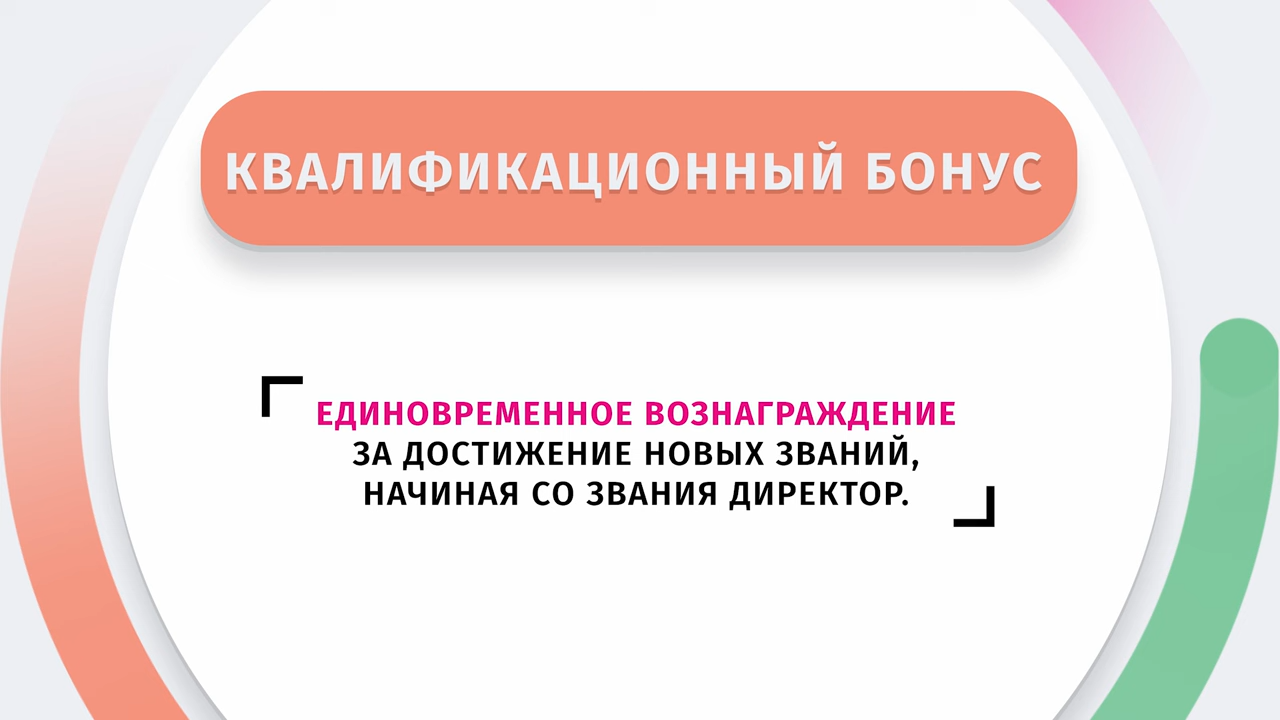 КВАЛИФИКАЦИОННЫЙ БОНУС
ЕДИНОВРЕМЕННОЕ ВОЗНАГРАЖДЕНИЕ
ЗА ДОСТИЖЕНИЕ НОВЫХ ЗВАНИЙ,
НАЧИНАЯ СО ЗВАНИЯ ДИРЕКТОР.